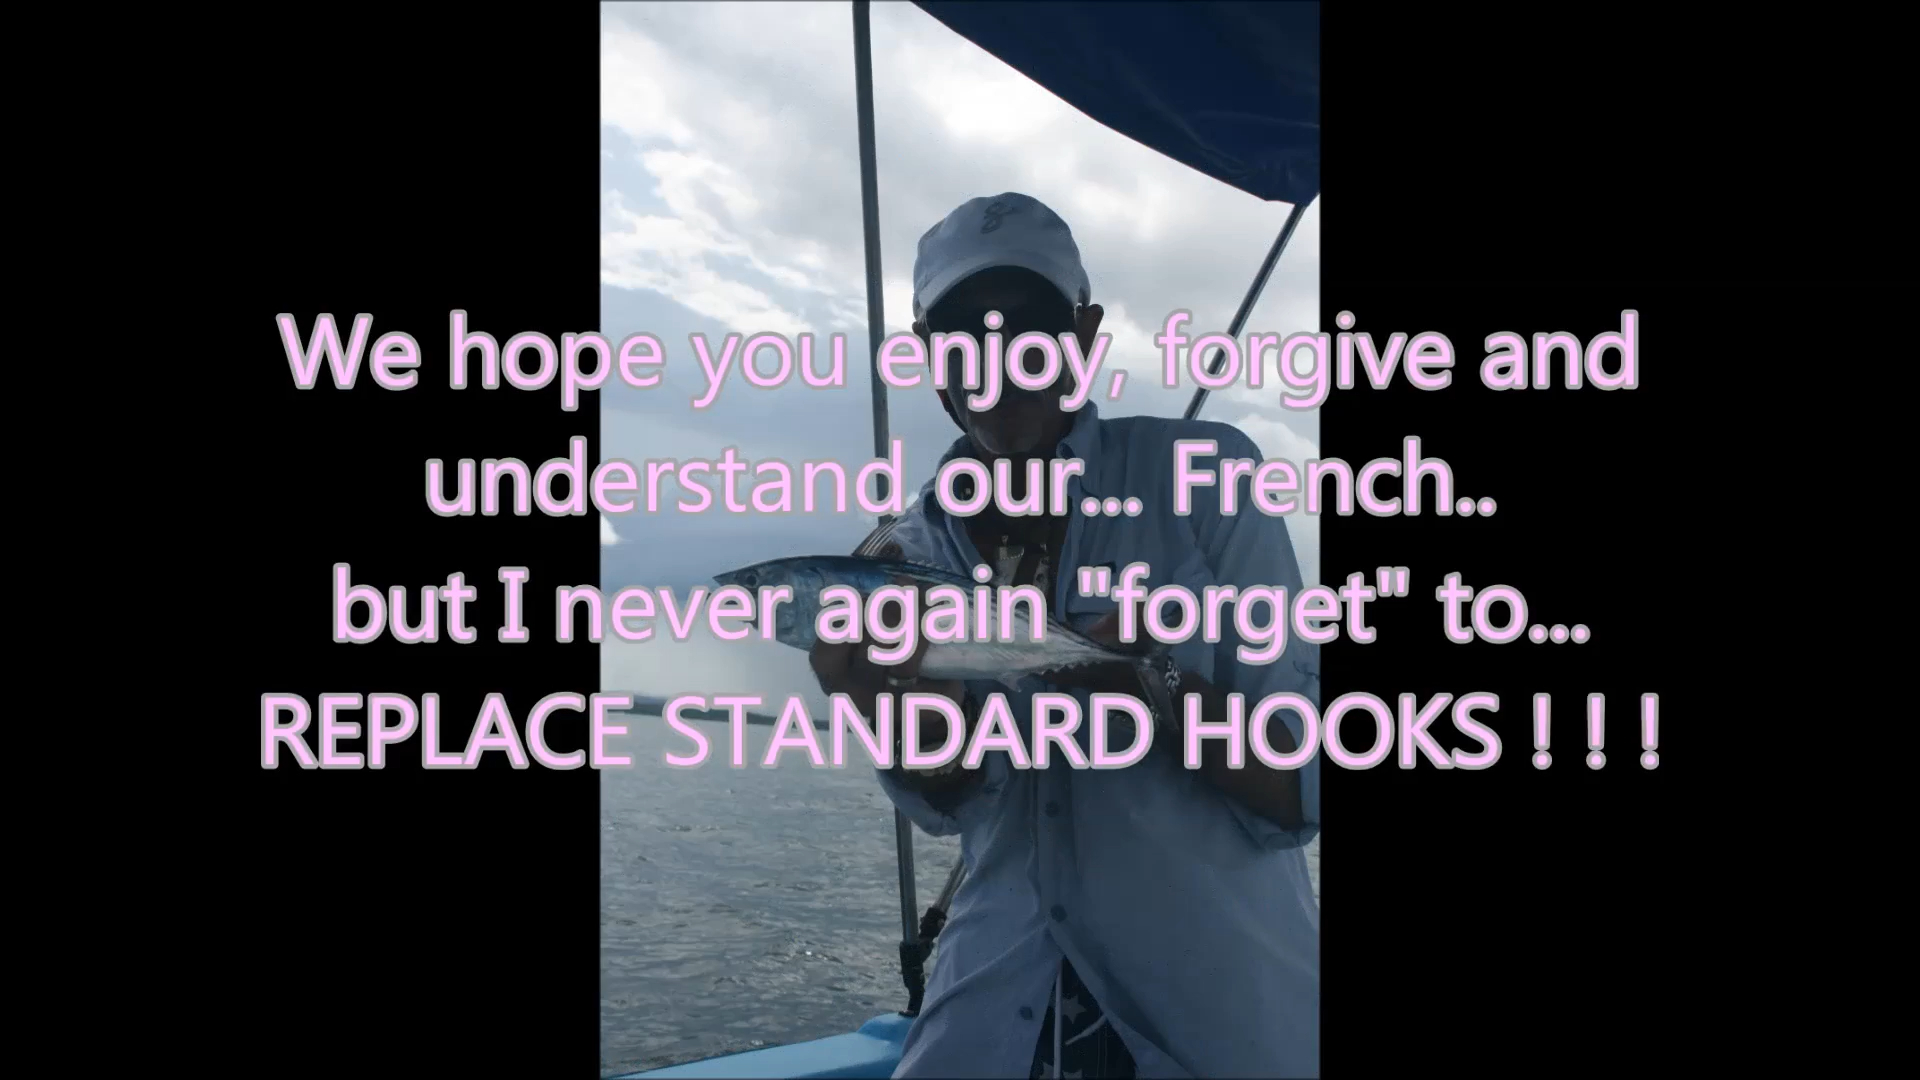 We hope you enjoy, forgive and
understand our... French..
but I never again "forget" to...
REPLACE STANDARD HOOKS ! ! !